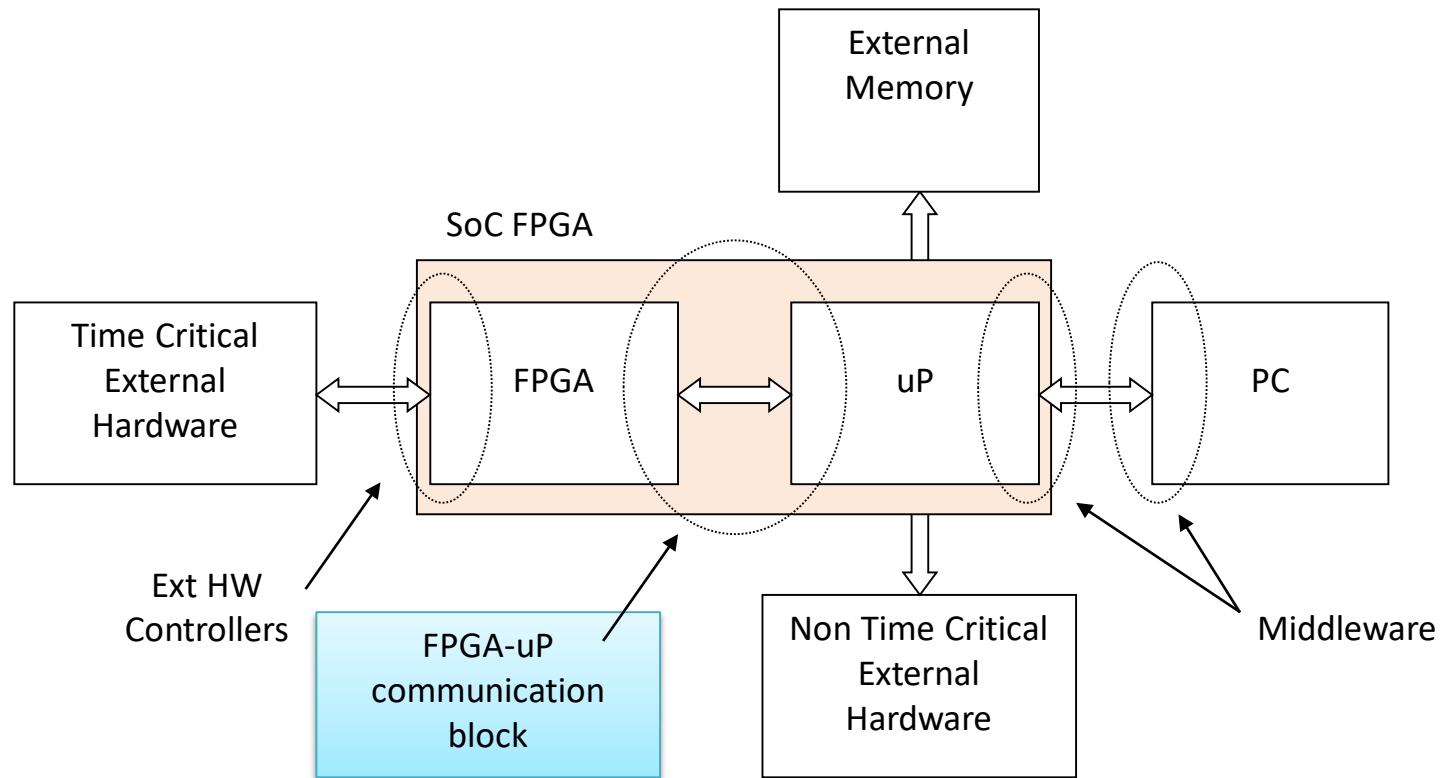 External
Memory
SoC FPGA
Time Critical
External
Hardware
FPGA
uP
PC
Ext HW
Controllers
FPGA-uP
communication
block
Non Time Critical
External
Hardware
Middleware